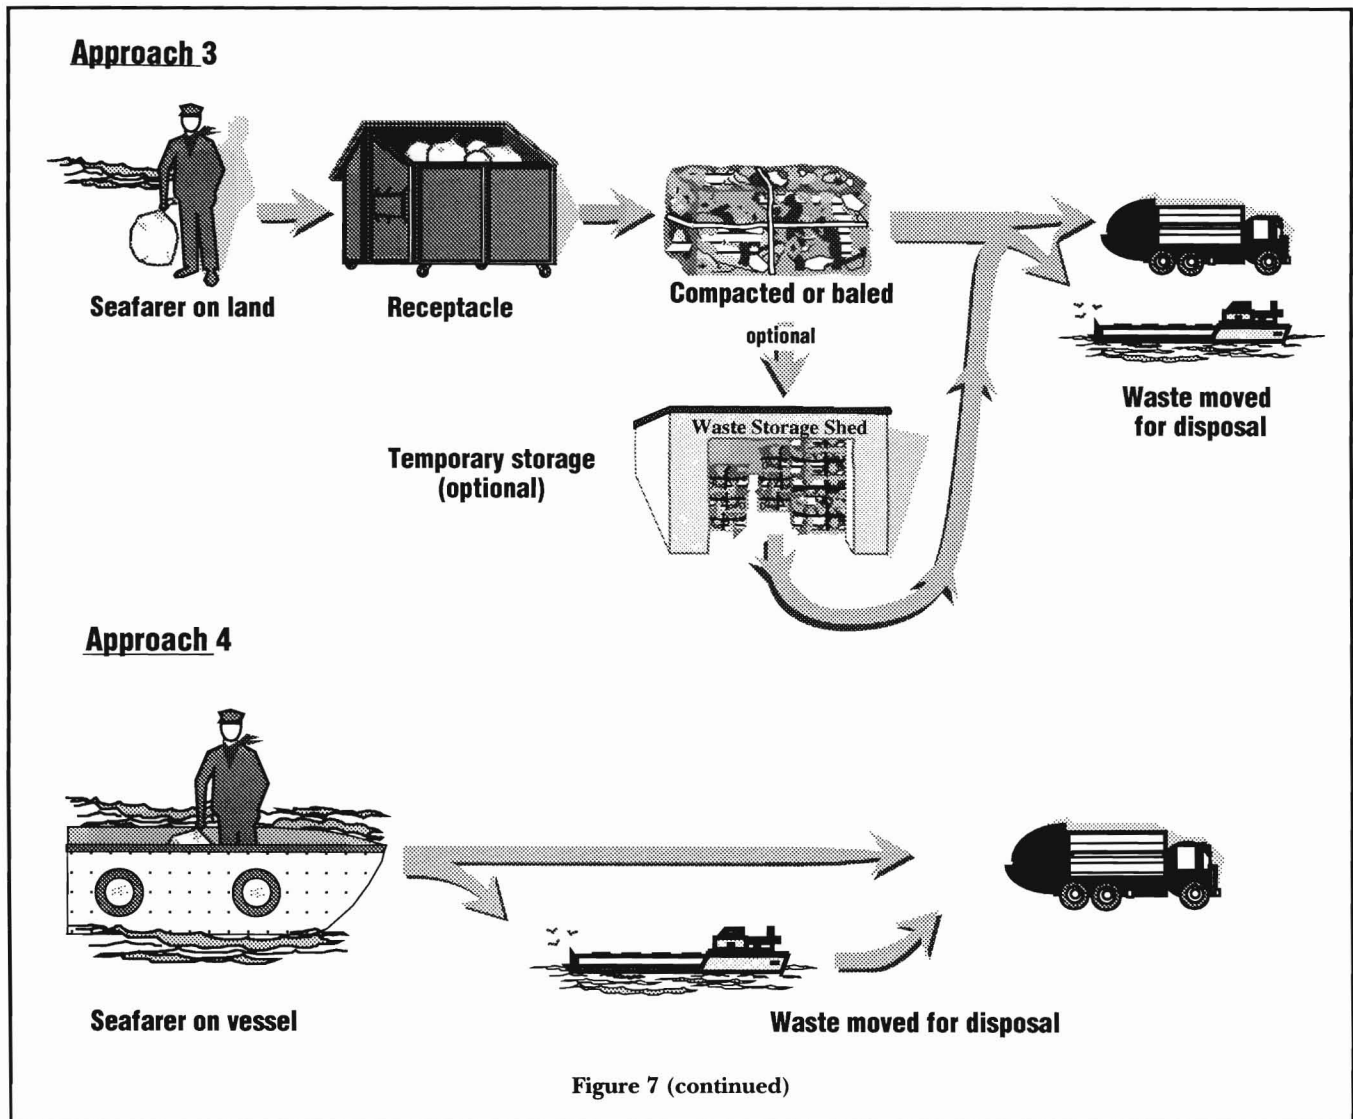 Approach 3
Seafarer on land
Receptacle
Compacted or baled
optional
Waste Storage Shed
Temporary storage
(optional)
Waste moved
for disposal
Approach 4
Seafarer on vessel
Waste moved for disposal
Figure 7 (continued)